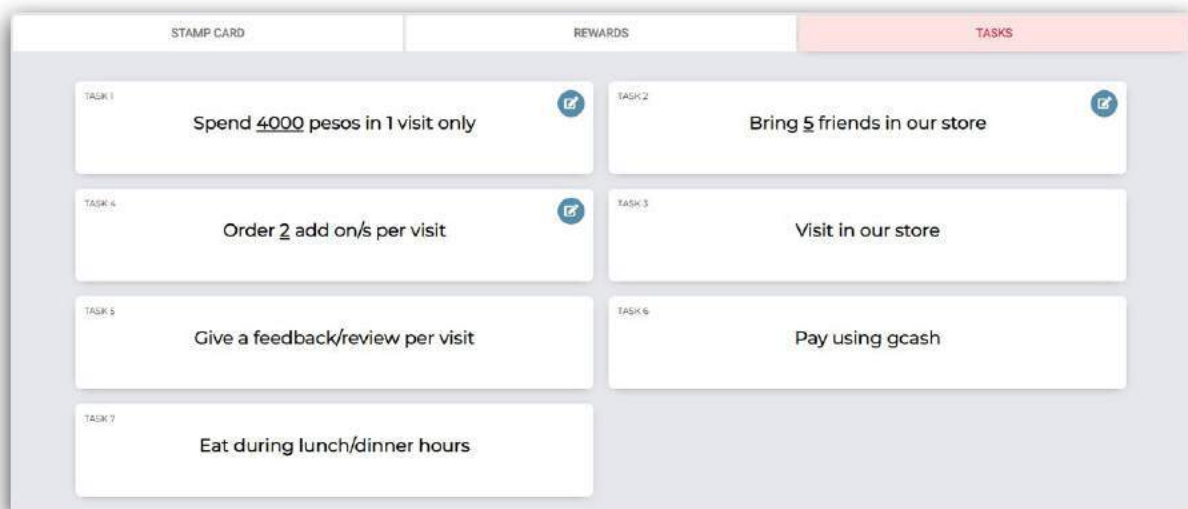 STAMP CARD
REWARDS
TASKS
TASK 1
Spend 4000 pesos in 1 visit only
TASK 2
Bring 5 friends in our store
TASK 4
Order 2 add on/s per visit
TASK 3
Visit in our store
TASK 5
Give a feedback/review per visit
TASK 6
Pay using gcash
TASK 7
Eat during lunch/dinner hours